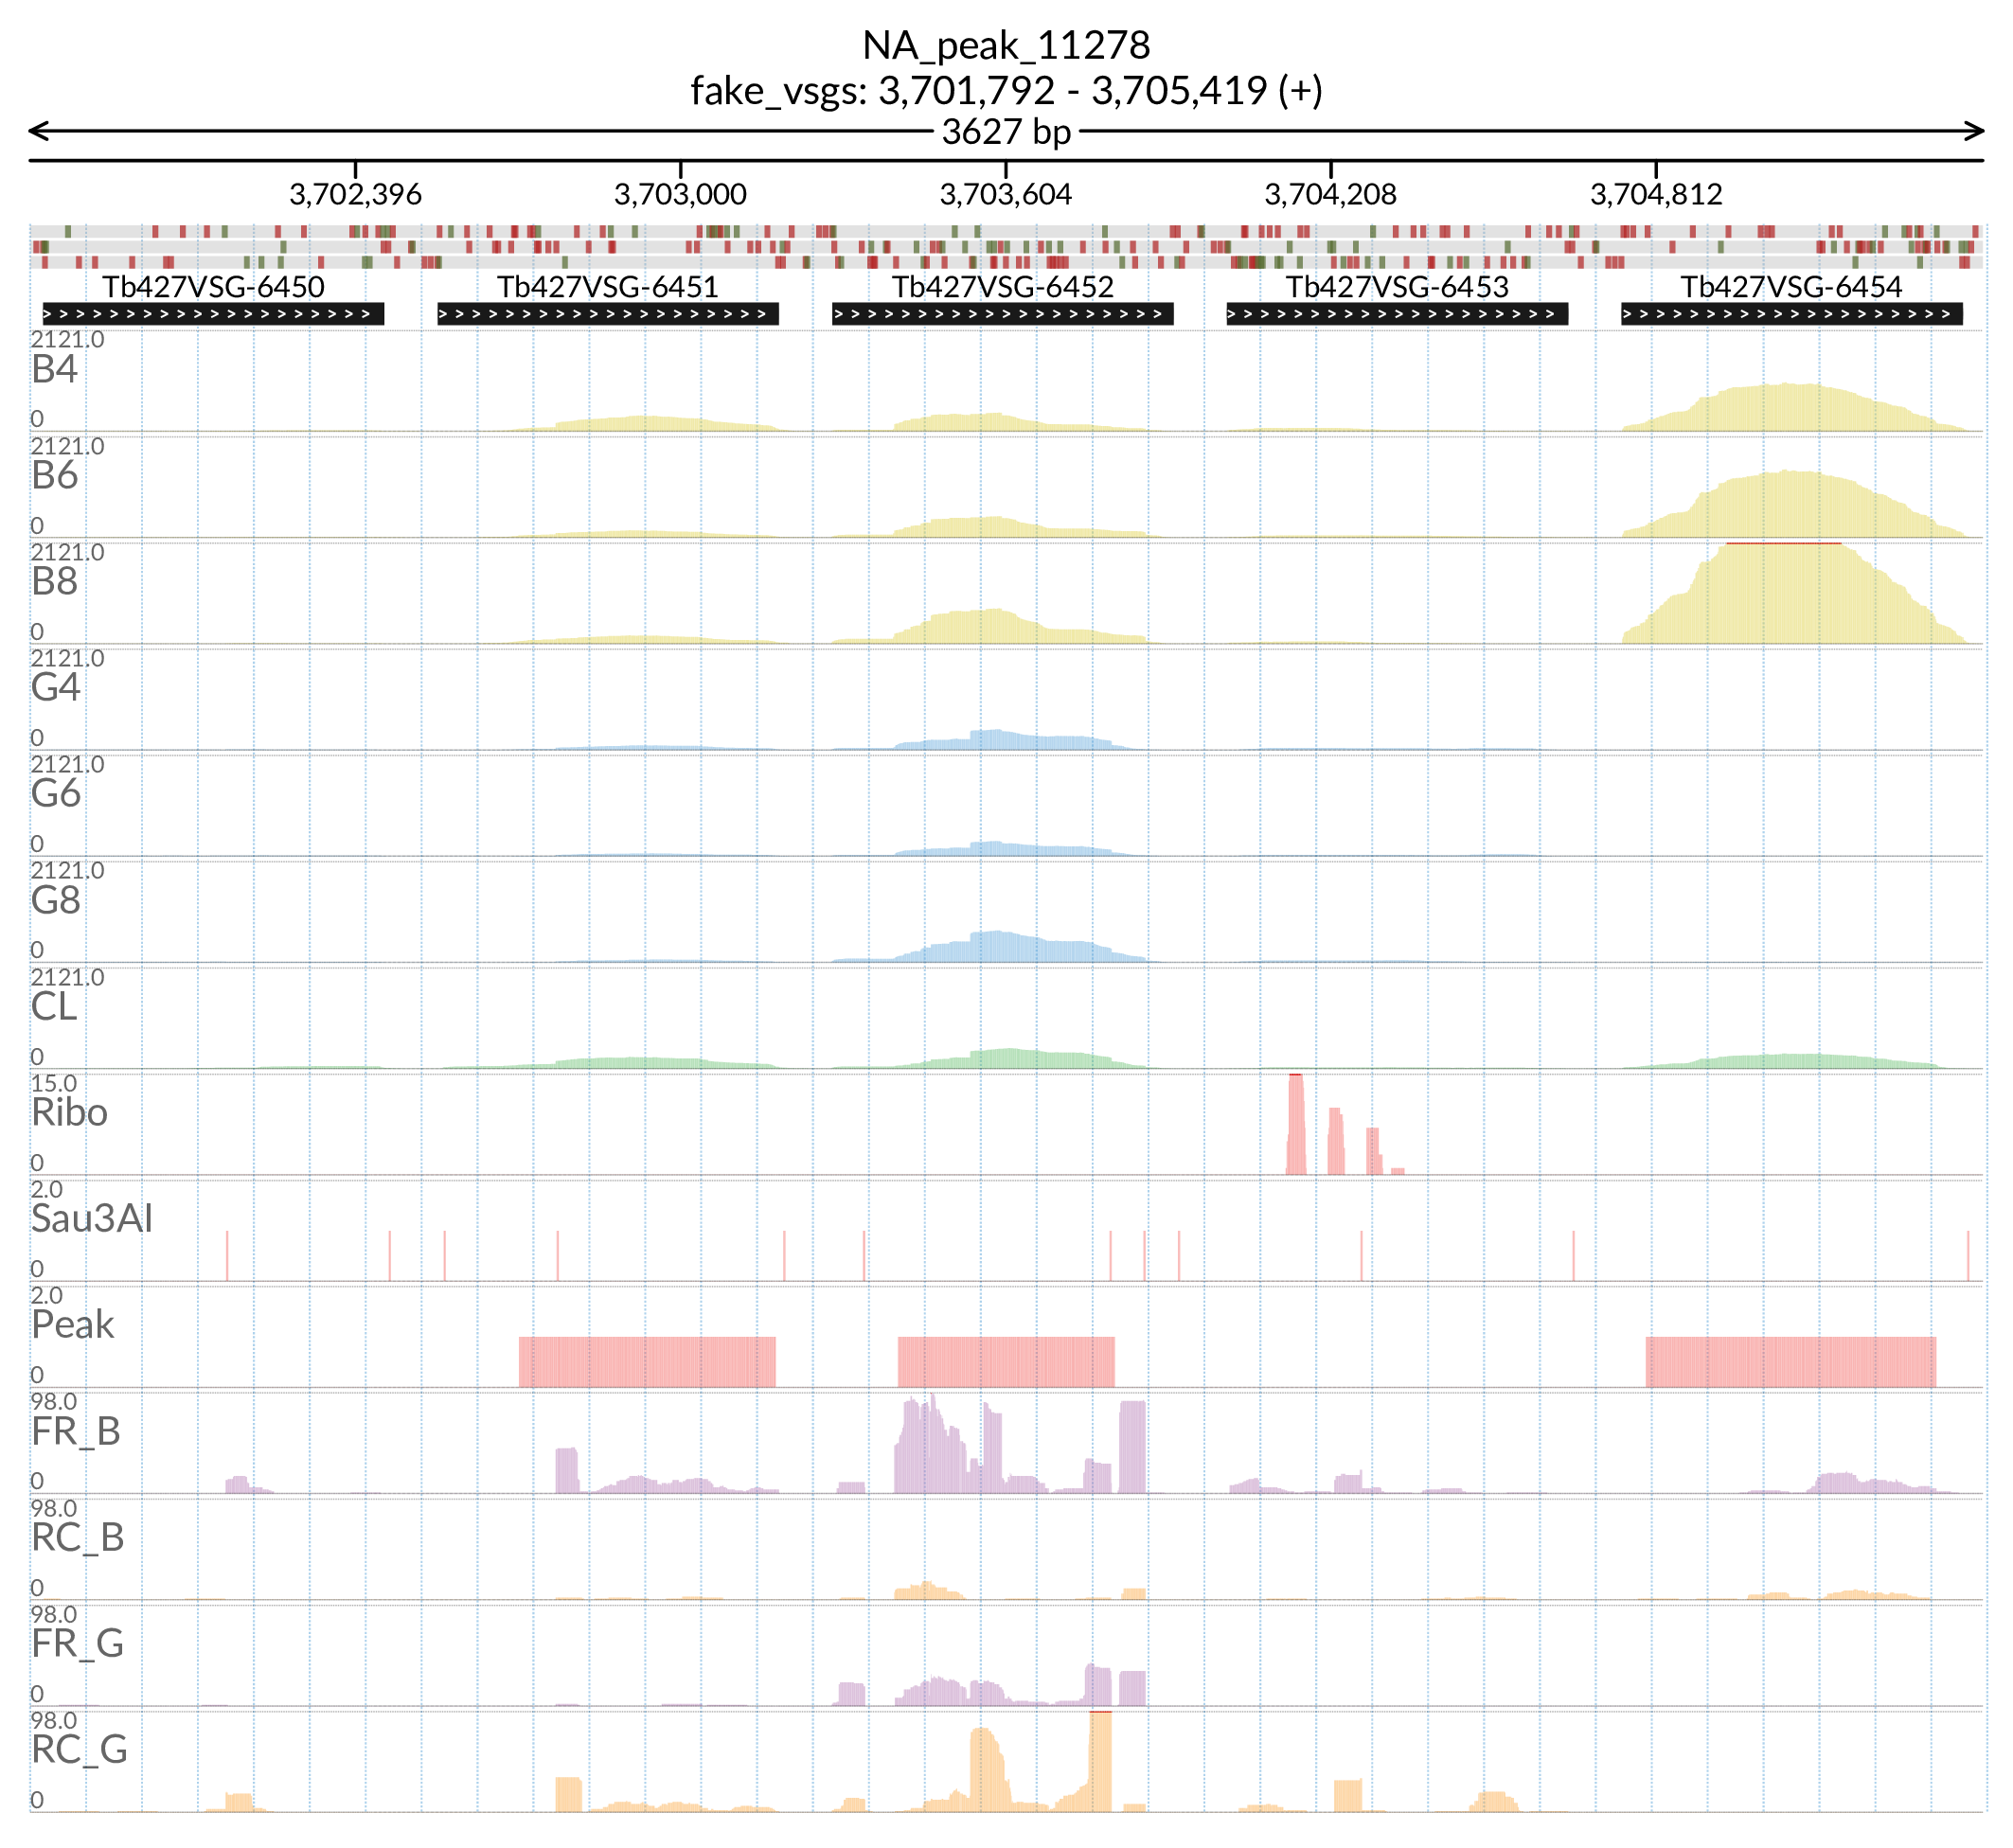 NA_peak_11278
fake_vsgs: 3,701,792 - 3,705,419 (+)
3627 bp
3,702,396 3,703,000 3,703,604 3,704,208 3,704,812
Tb427VSG-6450 Tb427VSG-6451 Tb427VSG-6452 Tb427VSG-6453 Tb427VSG-6454
2121.0
B4
0
2121.0
B6
0
2121.0
B8
0
2121.0
G4
0
2121.0
G6
0
2121.0
G8
0
2121.0
CL
0
15.0
Ribo
0
2.0
Sau3AI
0
2.0
Peak
0
98.0
FR_B
0
98.0
RC_B
0
98.0
FR_G
0
98.0
RC_G
0